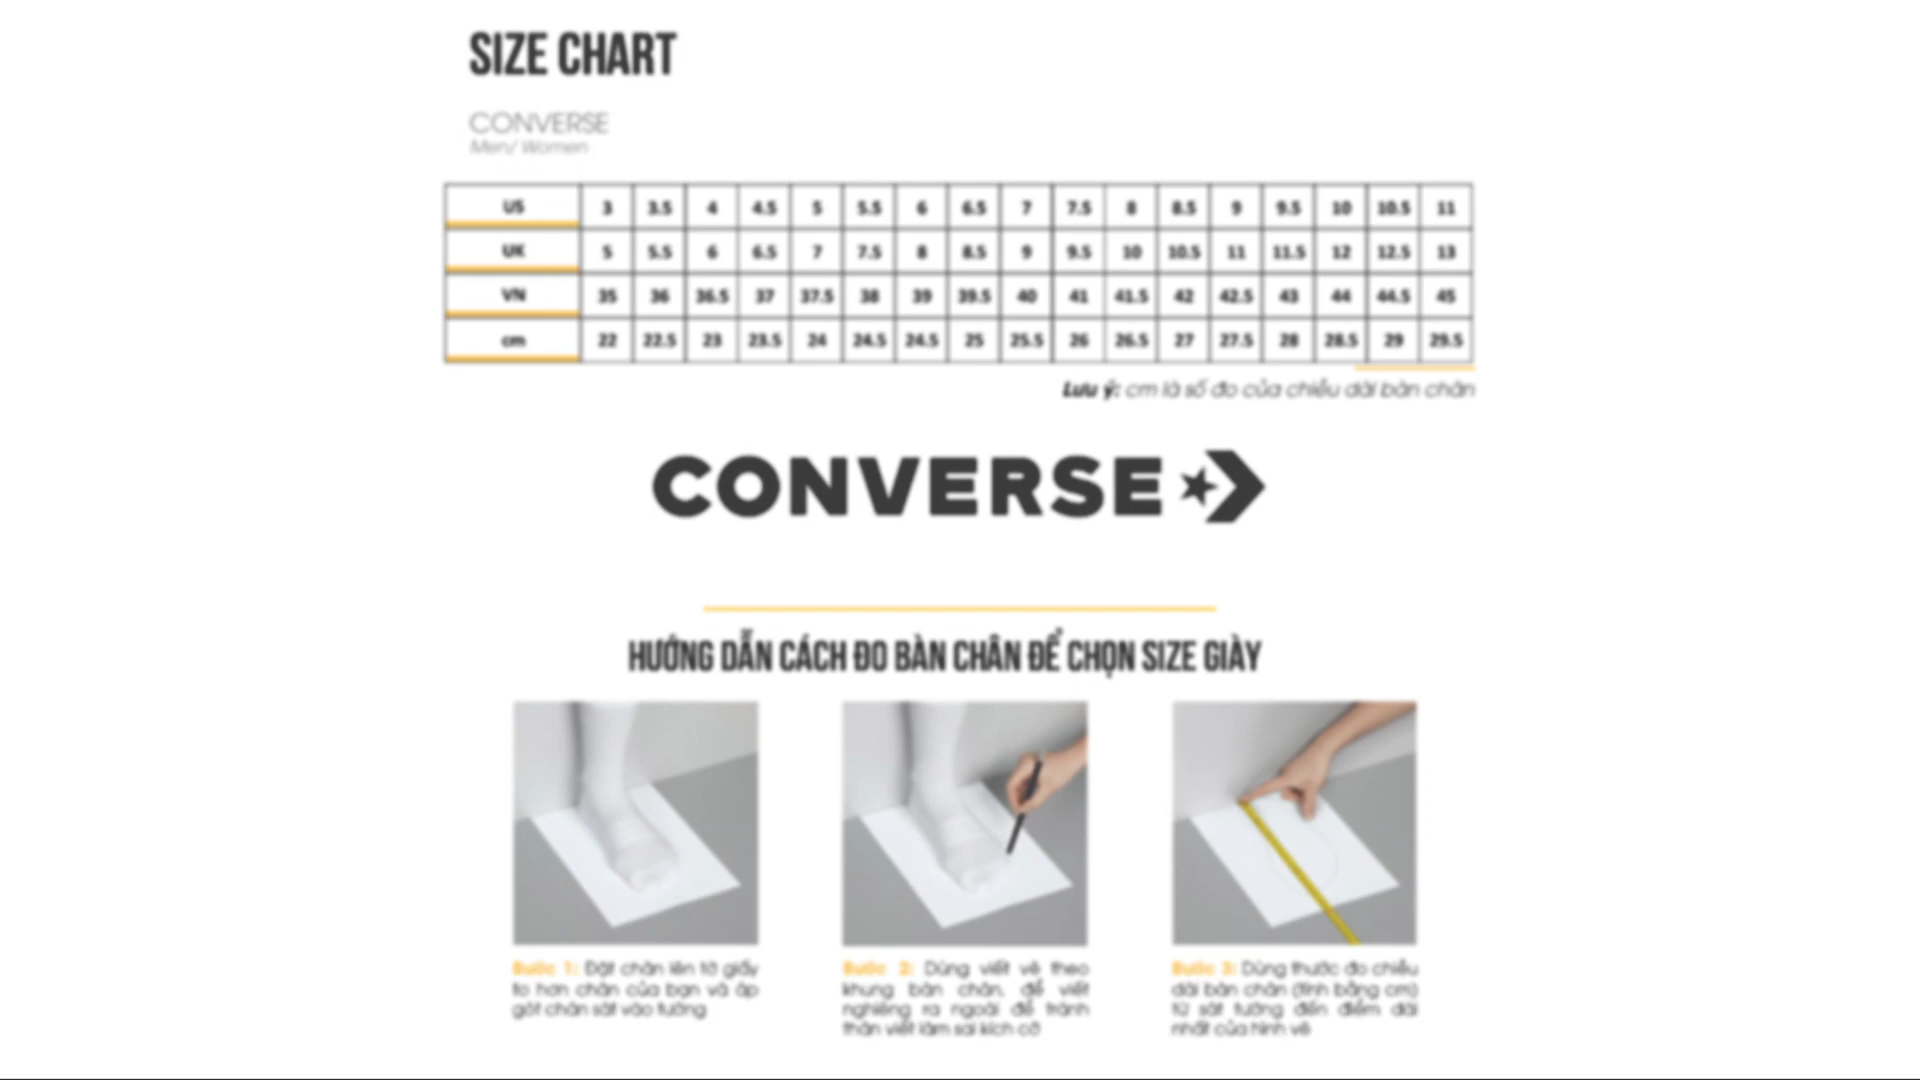 SIZE CHART
CONVERSE
Men/ Women
US 3 3.5 4 4.5 5 5.5 6 6.5 7 7.5 8 8.5 9 9.5 10 10.5 11
UK 5 5.5 6 6.5 7 7.5 8 8.5 9 9.5 10 10.5 11 11.5 12 12.5 13
VN 35 36 36.5 37 37.5 38 39 39.5 40 41 41.5 42 42.5 43 44 44.5 45
cm 22 22.5 23 23.5 24 24.5 24.5 25 25.5 26 26.5 27 27.5 28 28.5 29 29.5
Lưu ý: cm là số đo của chiều dài bàn chân
CONVERSE
HƯỚNG DẪN CÁCH ĐO BÀN CHÂN ĐỂ CHỌN SIZE GIÀY
Bước 1: Đặt chân lên tờ giấy
to hơn chân của bạn và áp
gót chân sát vào tường
Bước 2: Dùng viết vẽ theo
khung bàn chân, để viết
nghiêng ra ngoài để tránh
thân viết làm sai kích cỡ
Bước 3: Dùng thước đo chiều
dài bàn chân (tính bằng cm)
từ sát tường đến điểm dài
nhất của hình vẽ